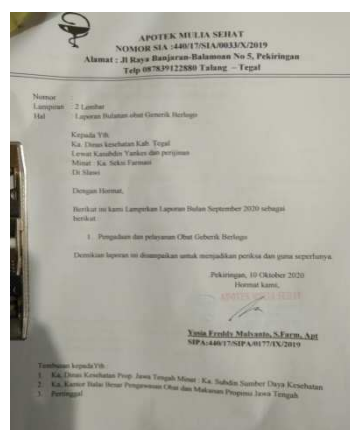 APOTEK MULIA SEHAT
NOMOR SIA :440/17/SIA/0033/X/2019
Alamat : Jl Raya Banjaran-Balamoan No 5, Pekiringan
Telp 087839122880 Talang – Tegal
Nomor :
Lampiran : 2 Lembar
Hal : Laporan Bulanan obat Generik Berlogo
Kepada Yth
Ka. Dinas kesehatan Kab. Tegal
Lewat Kasubdin Yankes dan perijinan
Minat : Ka. Seksi Farmasi
Di Slawi
Dengan Hormat,
Berikut ini kami Lampirkan Laporan Bulan September 2020 sebagai
berikut :
1. Pengadaan dan pelayanan Obat Geberik Berlogo
Demikian laporan ini disampaikan untuk menjadikan periksa dan guna seperlunya.
Pekiringan, 10 Oktober 2020
Hormat kami,
Yusia Freddy Mulyanto, S.Farm, Apt
SIPA:440/17/SIPA/0177/IX/2019
Tembusan kepadaYth :
1. Ka. Dinas Kesehatan Prop. Jawa Tengah Minat : Ka. Subdin Sumber Daya Kesehatan
2. Ka. Kantor Balai Besar Pengawasan Obat dan Makanan Propinsi Jawa Tengah
3. Pertinggal